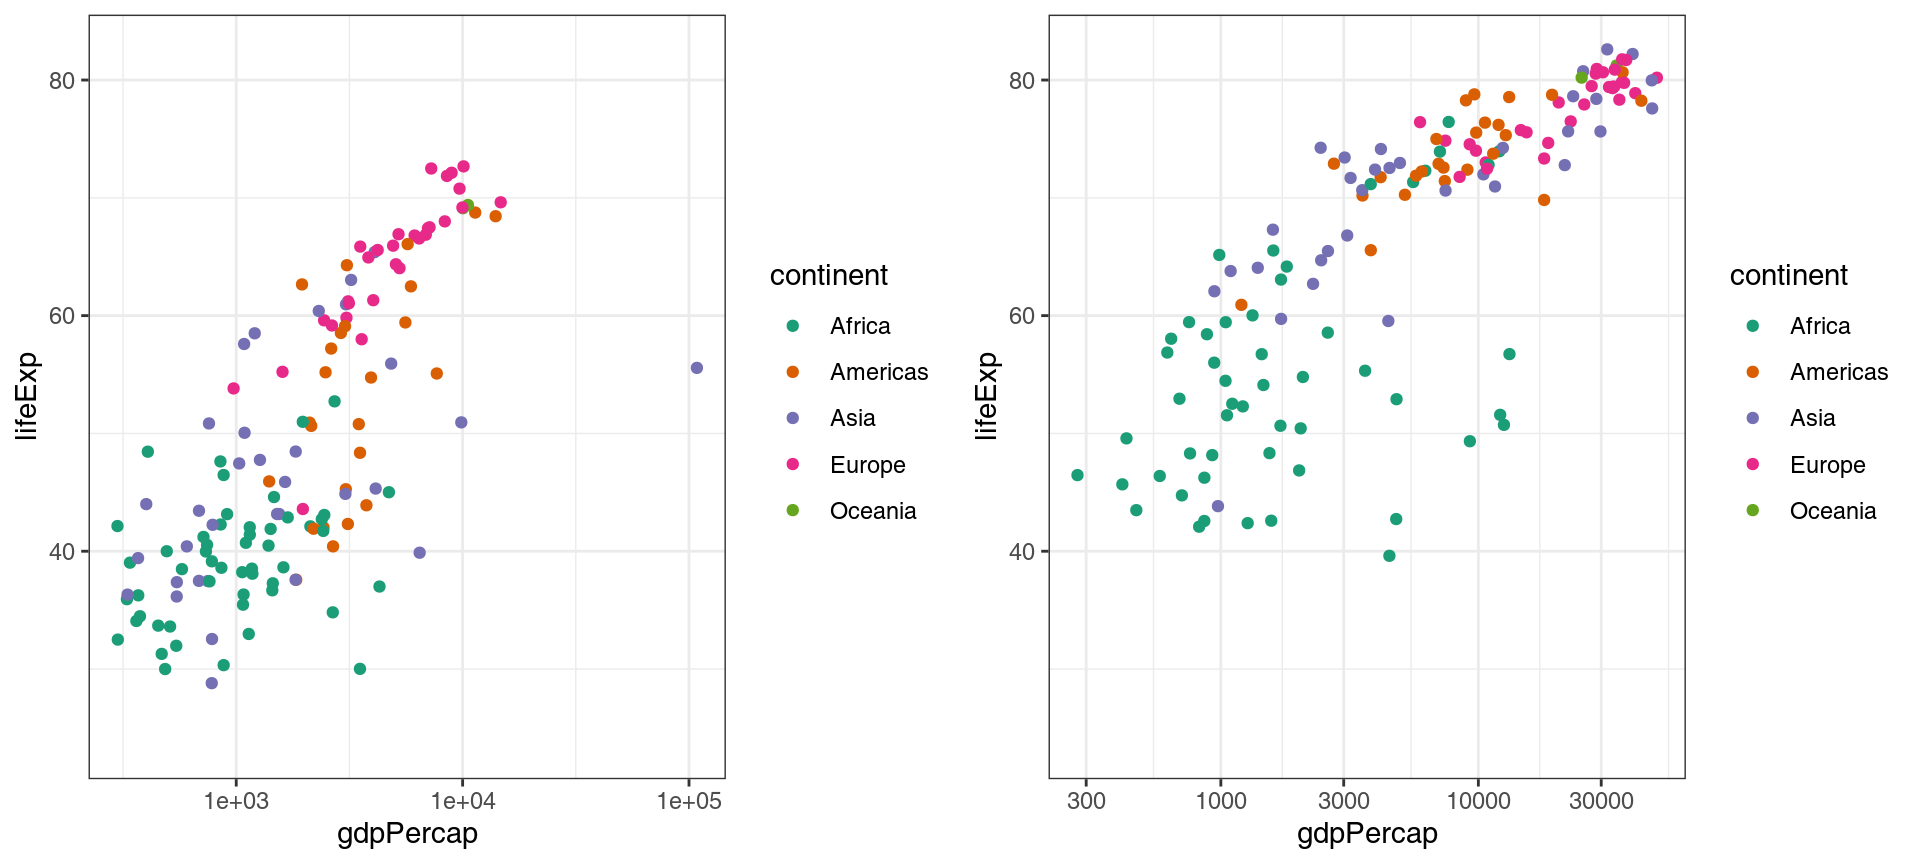 80
60
40
lifeExp
1e+03 1e+04 1e+05
gdpPercap
continent
Africa
Americas
Asia
Europe
Oceania
80
60
40
lifeExp
300 1000 3000 10000 30000
gdpPercap
continent
Africa
Americas
Asia
Europe
Oceania